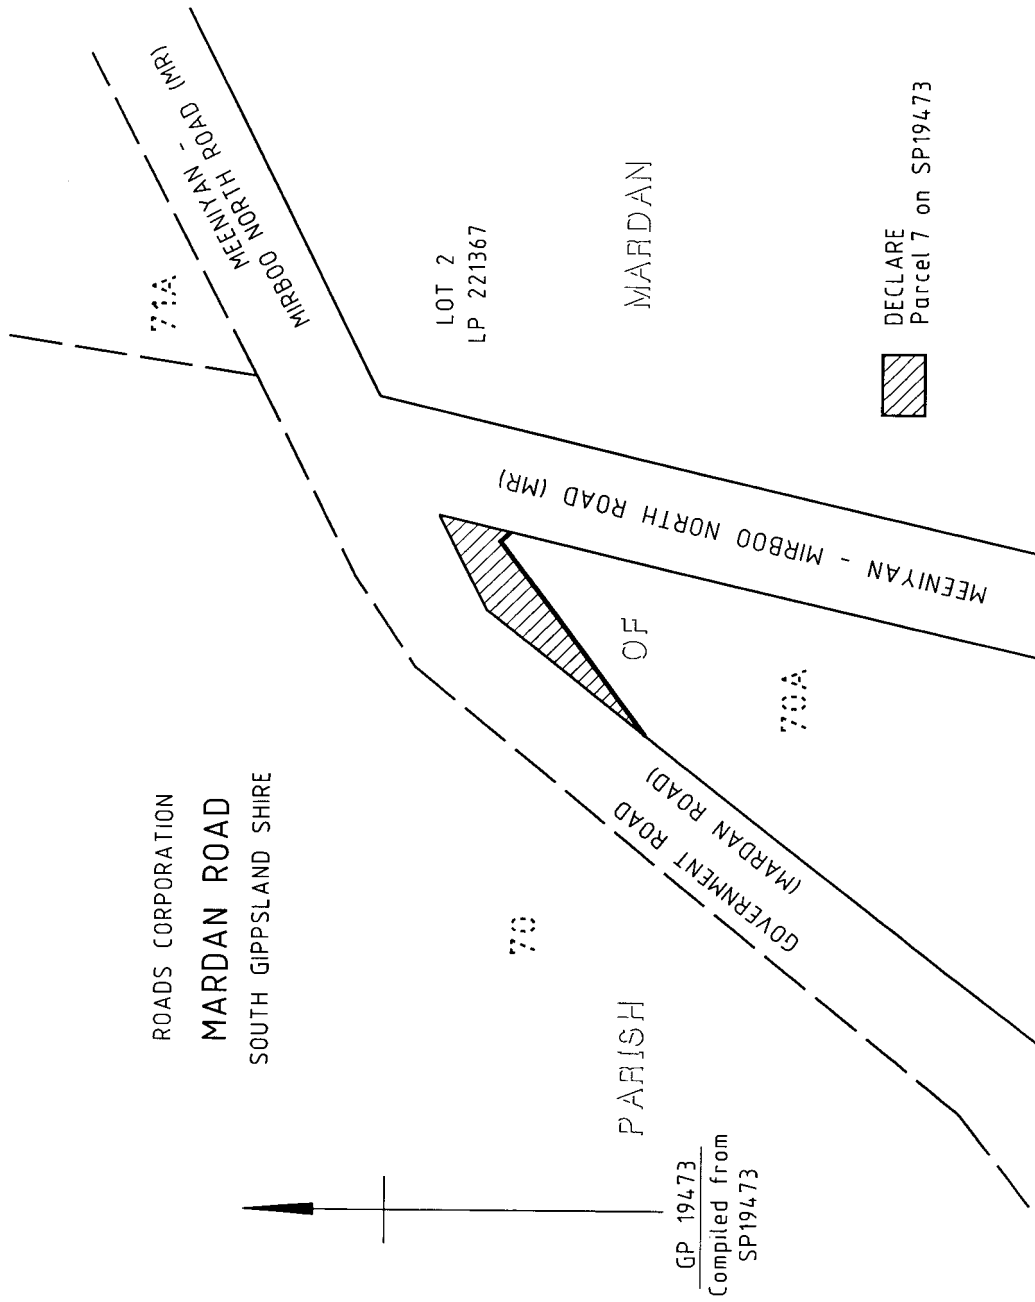 ROADS CORPORATION
MARDAN ROAD
SOUTH GIPPSLAND SHIRE
71A
MEENIYAN -
MIRBOO NORTH ROAD (MR)
LOT 2
LP 221367
70
MEENIYAN - MIRBOO NORTH ROAD (MR)
GOVERNMENT ROAD
(MARDAN ROAD)
PARISH OF MARDAN
70A
GP 19473
Compiled from
SP19473
DECLARE
Parcel 7 on SP19473